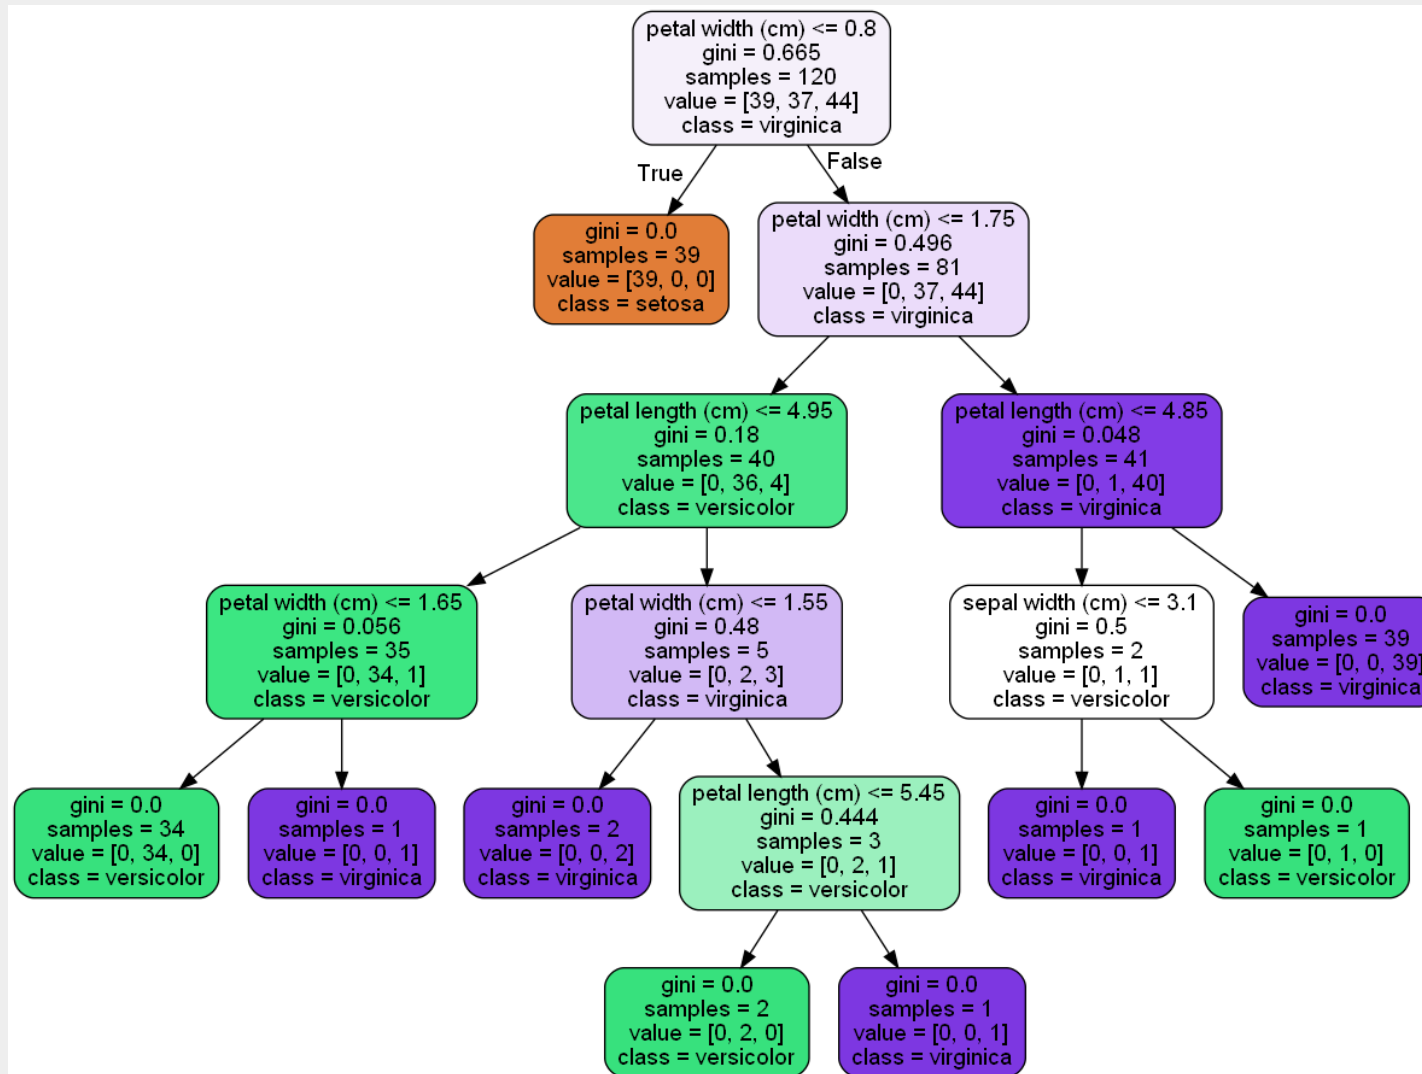 petal width (cm) <= 0.8
gini = 0.665
samples = 120
value = [39, 37, 44]
class = virginica
True
False
gini = 0.0
samples = 39
value = [39, 0, 0]
class = setosa
petal width (cm) <= 1.75
gini = 0.496
samples = 81
value = [0, 37, 44]
class = virginica
petal length (cm) <= 4.95
gini = 0.18
samples = 40
value = [0, 36, 4]
class = versicolor
petal length (cm) <= 4.85
gini = 0.048
samples = 41
value = [0, 1, 40]
class = virginica
petal width (cm) <= 1.65
gini = 0.056
samples = 35
value = [0, 34, 1]
class = versicolor
petal width (cm) <= 1.55
gini = 0.48
samples = 5
value = [0, 2, 3]
class = virginica
sepal width (cm) <= 3.1
gini = 0.5
samples = 2
value = [0, 1, 1]
class = versicolor
gini = 0.0
samples = 39
value = [0, 0, 39]
class = virginica
gini = 0.0
samples = 34
value = [0, 34, 0]
class = versicolor
gini = 0.0
samples = 1
value = [0, 0, 1]
class = virginica
gini = 0.0
samples = 2
value = [0, 0, 2]
class = virginica
petal length (cm) <= 5.45
gini = 0.444
samples = 3
value = [0, 2, 1]
class = versicolor
gini = 0.0
samples = 1
value = [0, 0, 1]
class = virginica
gini = 0.0
samples = 1
value = [0, 1, 0]
class = versicolor
gini = 0.0
samples = 2
value = [0, 2, 0]
class = versicolor
gini = 0.0
samples = 1
value = [0, 0, 1]
class = virginica